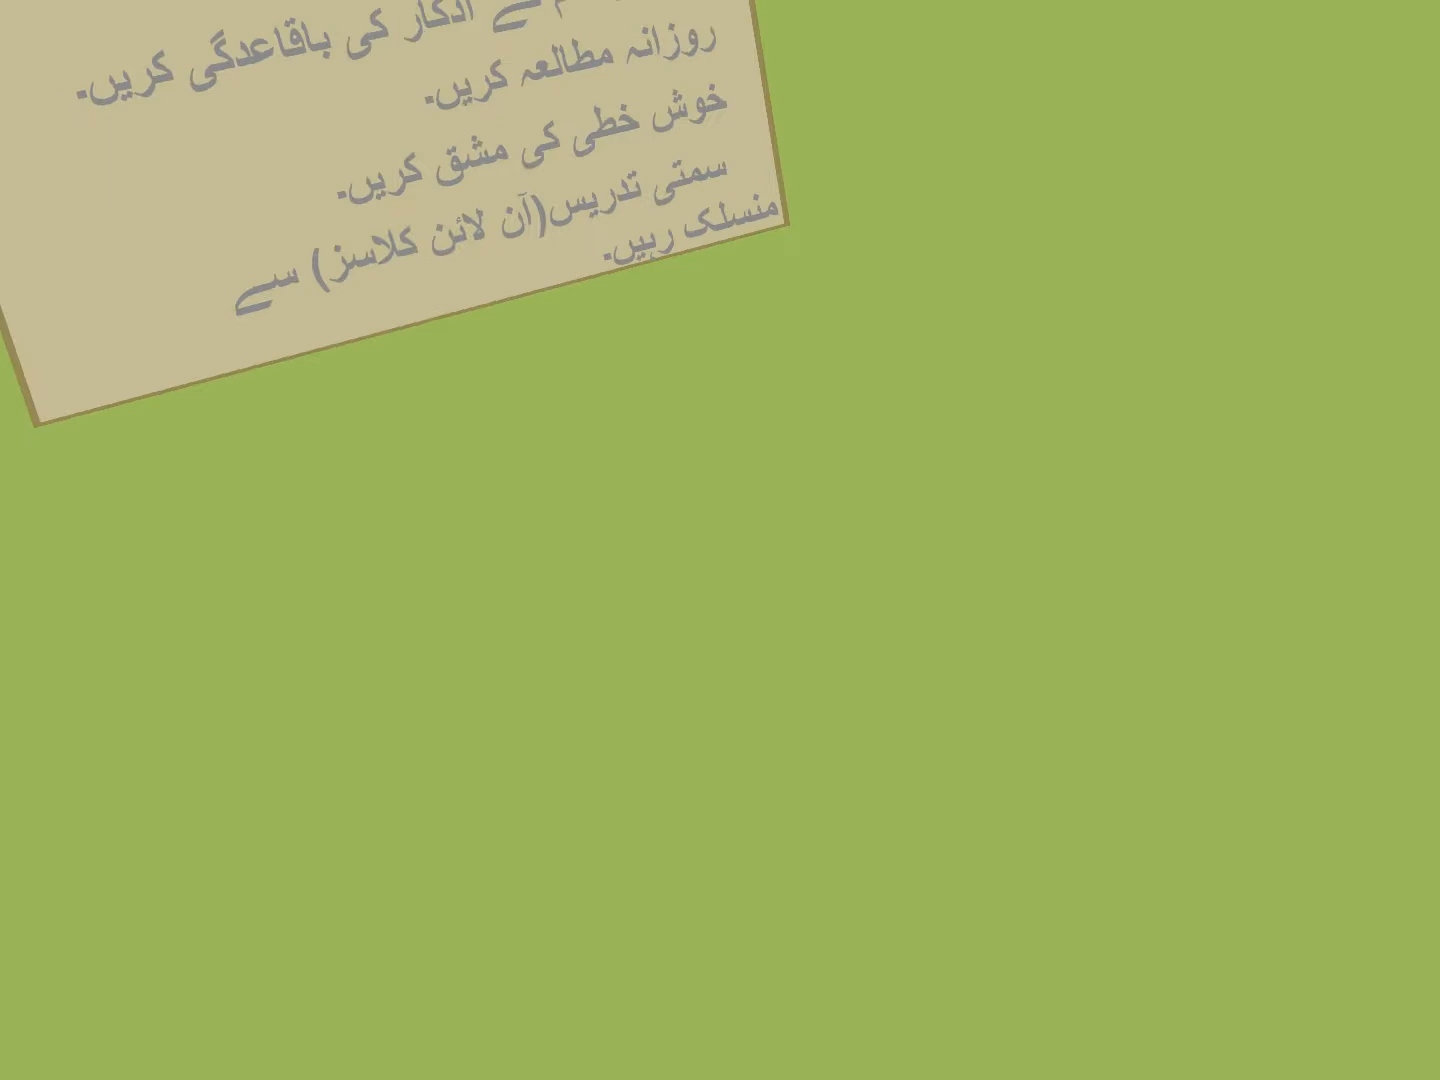 اذکار کی باقاعدگی کریں۔
روزانہ مطالعہ کریں۔
خوش خطی کی مشق کریں۔
سمتی تدریس(آن لائن کلاسز) سے
منسلک رہیں۔